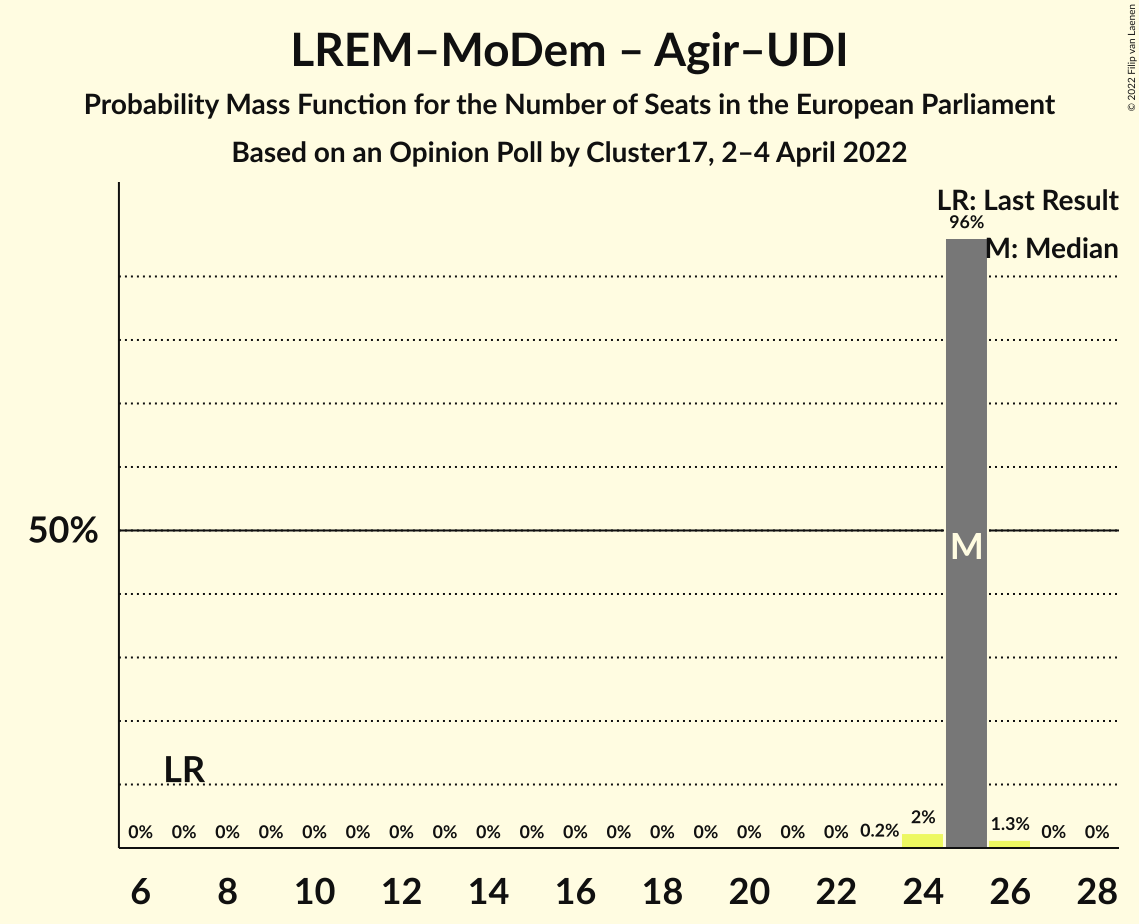 LREM–MoDem – Agir–UDI
Probability Mass Function for the Number of Seats in the European Parliament
Based on an Opinion Poll by Cluster17, 2–4 April 2022
© 2022 Filip van Laenen
LR: Last Result
96%
M: Median
50%
M
LR
0% 0% 0% 0% 0% 0% 0% 0% 0% 0% 0% 0% 0% 0% 0% 0% 0% 0.2% 2% 1.3% 0% 0%
6 8 10 12 14 16 18 20 22 24 26 28